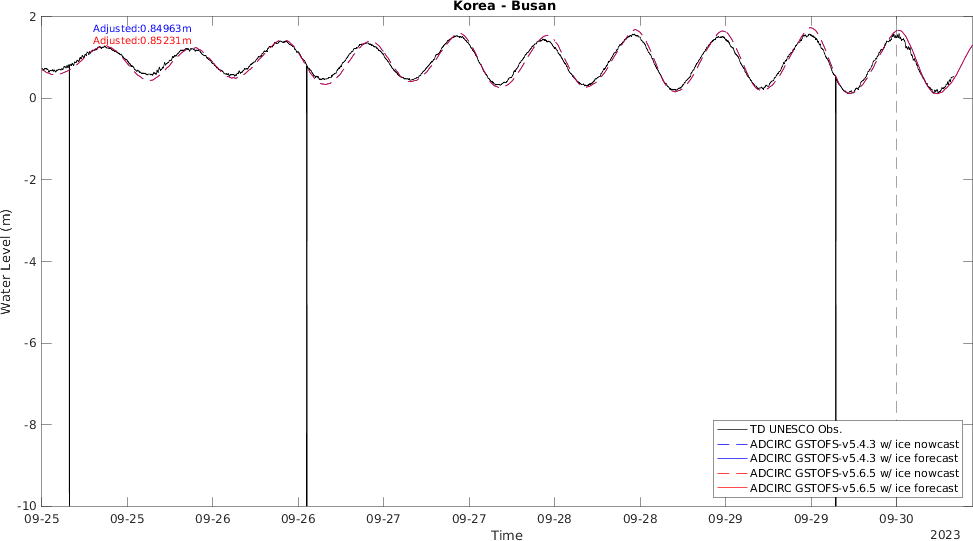 Korea - Busan
Adjusted:0.84963m
Adjusted:0.85231m
2
0
-2
-4
-6
-8
-10
Water Level (m)
09-25
09-25
09-26
09-26
09-27
09-27
09-28
09-28
09-29
09-29
09-30
Time
2023
TD UNESCO Obs.
ADCIRC GSTOFS-v5.4.3 w/ ice nowcast
ADCIRC GSTOFS-v5.4.3 w/ ice forecast
ADCIRC GSTOFS-v5.6.5 w/ ice nowcast
ADCIRC GSTOFS-v5.6.5 w/ ice forecast